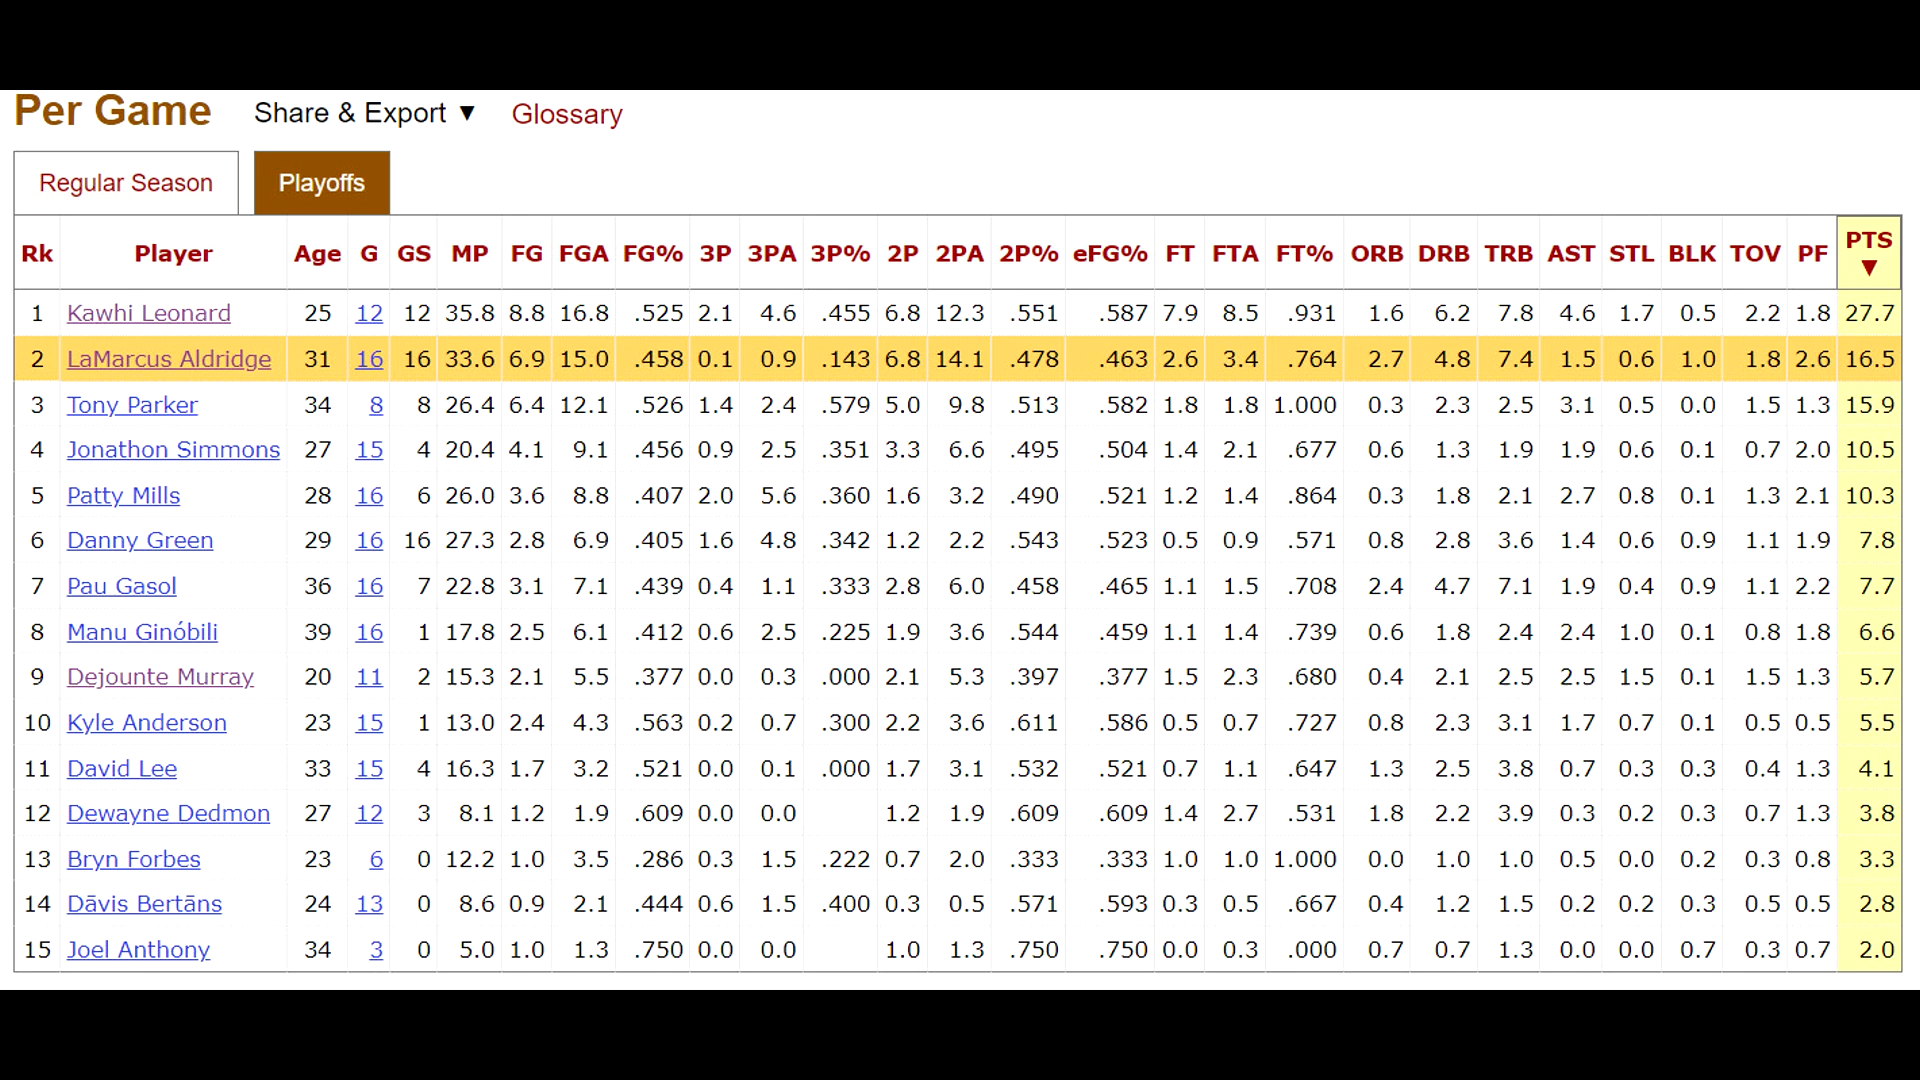 Per Game Share & Export ▼ Glossary
Regular Season Playoffs
Rk Player Age G GS MP FG FGA FG% 3P 3PA 3P% 2P 2PA 2P% eFG% FT FTA FT% ORB DRB TRB AST STL BLK TOV PF PTS ▼
1 Kawhi Leonard 25 12 12 35.8 8.8 16.8 .525 2.1 4.6 .455 6.8 12.3 .551 .587 7.9 8.5 .931 1.6 6.2 7.8 4.6 1.7 0.5 2.2 1.8 27.7
2 LaMarcus Aldridge 31 16 16 33.6 6.9 15.0 .458 0.1 0.9 .143 6.8 14.1 .478 .463 2.6 3.4 .764 2.7 4.8 7.4 1.5 0.6 1.0 1.8 2.6 16.5
3 Tony Parker 34 8 8 26.4 6.4 12.1 .526 1.4 2.4 .579 5.0 9.8 .513 .582 1.8 1.8 1.000 0.3 2.3 2.5 3.1 0.5 0.0 1.5 1.3 15.9
4 Jonathon Simmons 27 15 4 20.4 4.1 9.1 .456 0.9 2.5 .351 3.3 6.6 .495 .504 1.4 2.1 .677 0.6 1.3 1.9 1.9 0.6 0.1 0.7 2.0 10.5
5 Patty Mills 28 16 6 26.0 3.6 8.8 .407 2.0 5.6 .360 1.6 3.2 .490 .521 1.2 1.4 .864 0.3 1.8 2.1 2.7 0.8 0.1 1.3 2.1 10.3
6 Danny Green 29 16 16 27.3 2.8 6.9 .405 1.6 4.8 .342 1.2 2.2 .543 .523 0.5 0.9 .571 0.8 2.8 3.6 1.4 0.6 0.9 1.1 1.9 7.8
7 Pau Gasol 36 16 7 22.8 3.1 7.1 .439 0.4 1.1 .333 2.8 6.0 .458 .465 1.1 1.5 .708 2.4 4.7 7.1 1.9 0.4 0.9 1.1 2.2 7.7
8 Manu Ginóbili 39 16 1 17.8 2.5 6.1 .412 0.6 2.5 .225 1.9 3.6 .544 .459 1.1 1.4 .739 0.6 1.8 2.4 2.4 1.0 0.1 0.8 1.8 6.6
9 Dejounte Murray 20 11 2 15.3 2.1 5.5 .377 0.0 0.3 .000 2.1 5.3 .397 .377 1.5 2.3 .680 0.4 2.1 2.5 2.5 1.5 0.1 1.5 1.3 5.7
10 Kyle Anderson 23 15 1 13.0 2.4 4.3 .563 0.2 0.7 .300 2.2 3.6 .611 .586 0.5 0.7 .727 0.8 2.3 3.1 1.7 0.7 0.1 0.5 0.5 5.5
11 David Lee 33 15 4 16.3 1.7 3.2 .521 0.0 0.1 .000 1.7 3.1 .532 .521 0.7 1.1 .647 1.3 2.5 3.8 0.7 0.3 0.3 0.4 1.3 4.1
12 Dewayne Dedmon 27 12 3 8.1 1.2 1.9 .609 0.0 0.0 1.2 1.9 .609 .609 1.4 2.7 .531 1.8 2.2 3.9 0.3 0.2 0.3 0.7 1.3 3.8
13 Bryn Forbes 23 6 0 12.2 1.0 3.5 .286 0.3 1.5 .222 0.7 2.0 .333 .333 1.0 1.0 1.000 0.0 1.0 1.0 0.5 0.0 0.2 0.3 0.8 3.3
14 Dāvis Bertāns 24 13 0 8.6 0.9 2.1 .444 0.6 1.5 .400 0.3 0.5 .571 .593 0.3 0.5 .667 0.4 1.2 1.5 0.2 0.2 0.3 0.5 0.5 2.8
15 Joel Anthony 34 3 0 5.0 1.0 1.3 .750 0.0 0.0 1.0 1.3 .750 .750 0.0 0.3 .000 0.7 0.7 1.3 0.0 0.0 0.7 0.3 0.7 2.0